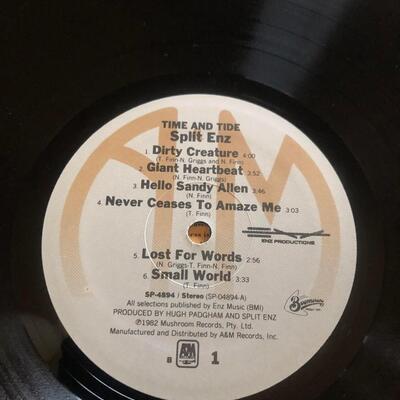 TIME AND TIDE
Split Enz
1. Dirty Creature 4:00
(T. Finn-N. Griggs and N. Finn)
2. Giant Heartbeat 3:52
(N. Griggs-N. Finn)
3. Hello Sandy Allen 3:46
(N. Finn)
4. Never Ceases To Amaze Me 3:03
(T. Finn)
ENZ PRODUCTIONS
5. Lost For Words 2:56
(N. Griggs-T. Finn-N. Finn)
6. Small World 3:33
(T. Finn)
SP-4894 / Stereo (SP-04894-A)
All selections published by Enz Music (BMI)
PRODUCED BY HUGH PADGHAM AND SPLIT ENZ
℗1982 Mushroom Records, Pty. Ltd.
Manufactured and Distributed by A&M Records, Inc.
B A&M 1